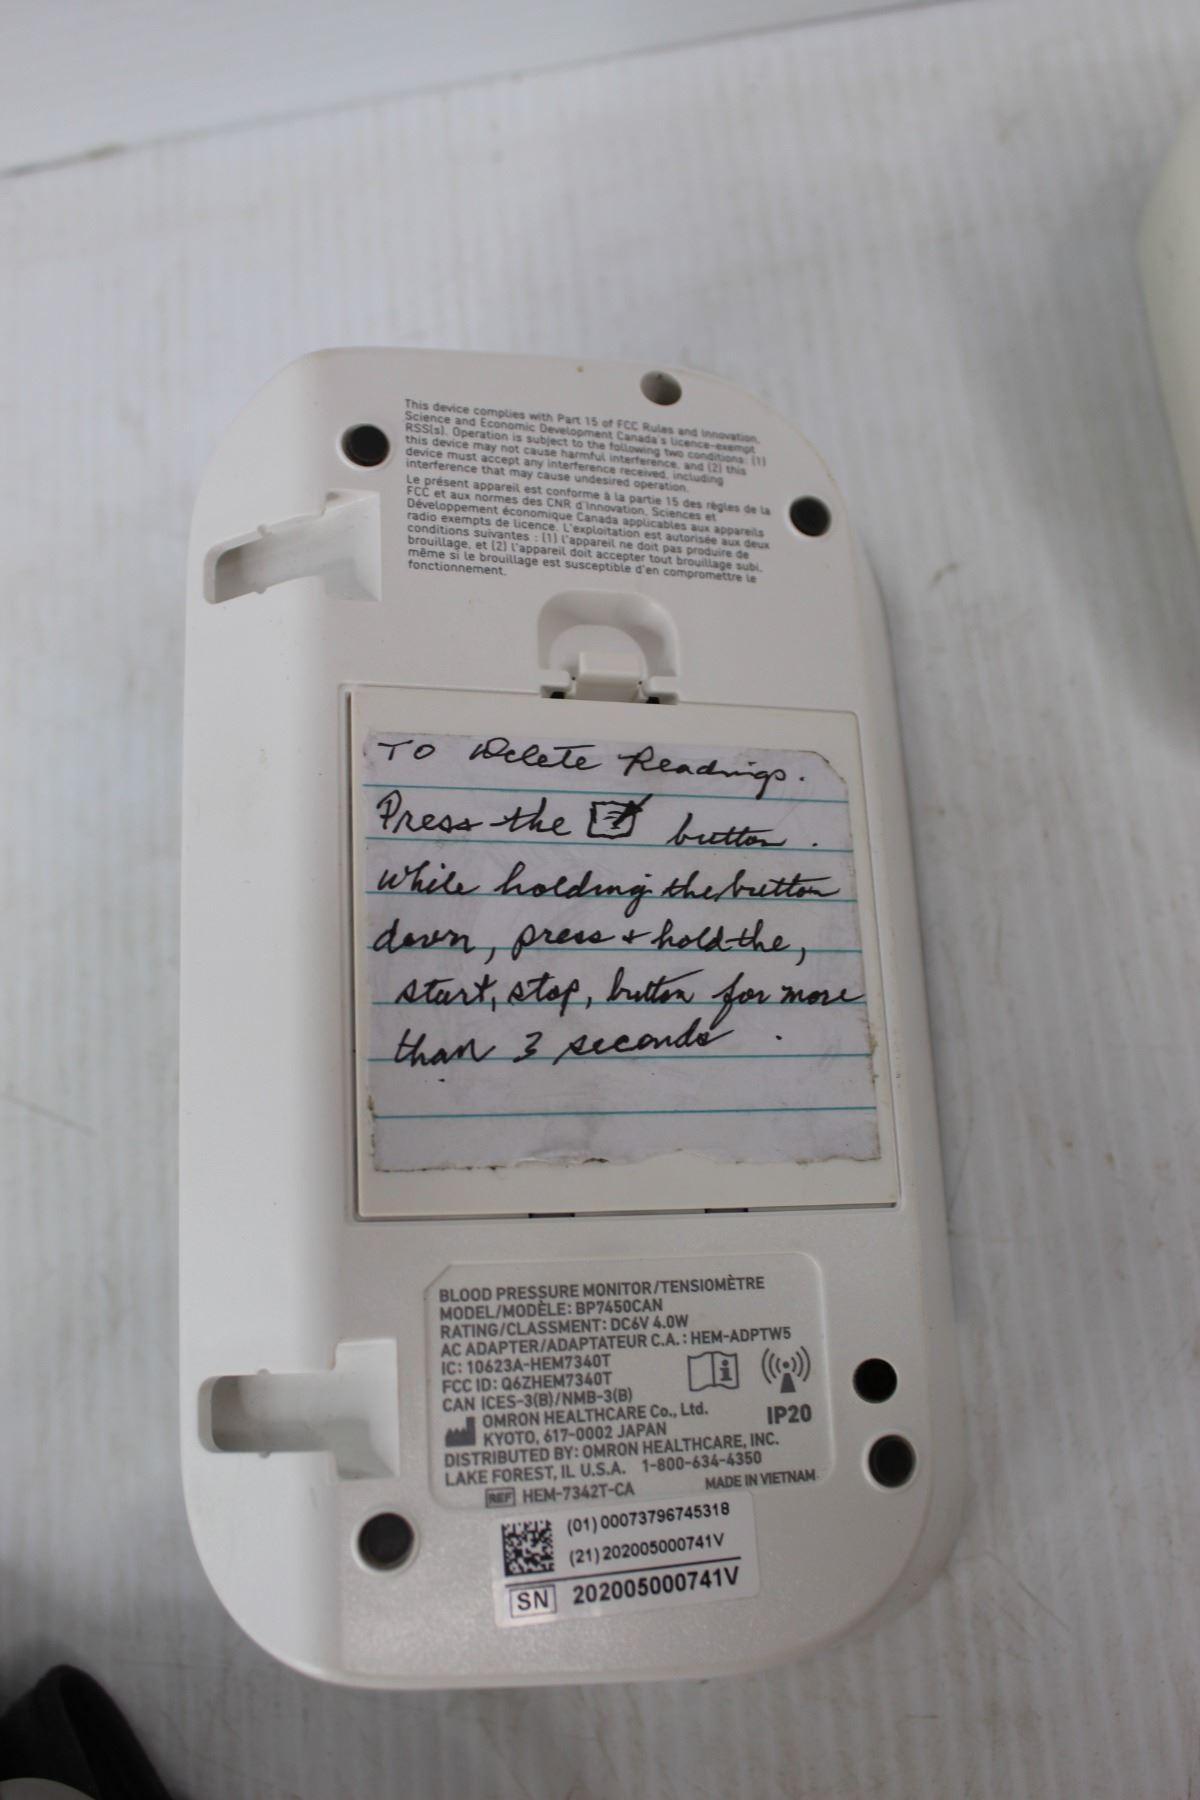 This device complies with Part 15 of FCC Rules and Innovation,
Science and Economic Development Canada's licence-exempt
RSS(s). Operation is subject to the following two conditions: (1)
this device may not cause harmful interference, and (2) this
device must accept any interference received, including
interference that may cause undesired operation.
Le présent appareil est conforme à la partie 15 des règles de la
FCC et aux normes des CNR d'Innovation, Sciences et
Développement économique Canada applicables aux appareils
radio exempts de licence. L'exploitation est autorisée aux deux
conditions suivantes : (1) l'appareil ne doit pas produire de
brouillage, et (2) l'appareil doit accepter tout brouillage subi,
même si le brouillage est susceptible d'en compromettre le
fonctionnement.
To Delete Readings.
Press the button.
While holding the button
down, press + hold the,
start, stop, button for more
than 3 seconds.
BLOOD PRESSURE MONITOR/TENSIOMÈTRE
MODEL/MODÈLE: BP7450CAN
RATING/CLASSMENT: DC6V 4.0W
AC ADAPTER/ADAPTATEUR C.A.: HEM-ADPTW5
IC: 10623A-HEM7340T
FCC ID: Q6ZHEM7340T
CAN ICES-3(B)/NMB-3(B)
OMRON HEALTHCARE Co., Ltd.
KYOTO, 617-0002 JAPAN
IP20
DISTRIBUTED BY: OMRON HEALTHCARE, INC.
LAKE FOREST, IL U.S.A. 1-800-634-4350
REF HEM-7342T-CA MADE IN VIETNAM
(01)00073796745318
(21)202005000741V
SN 202005000741V